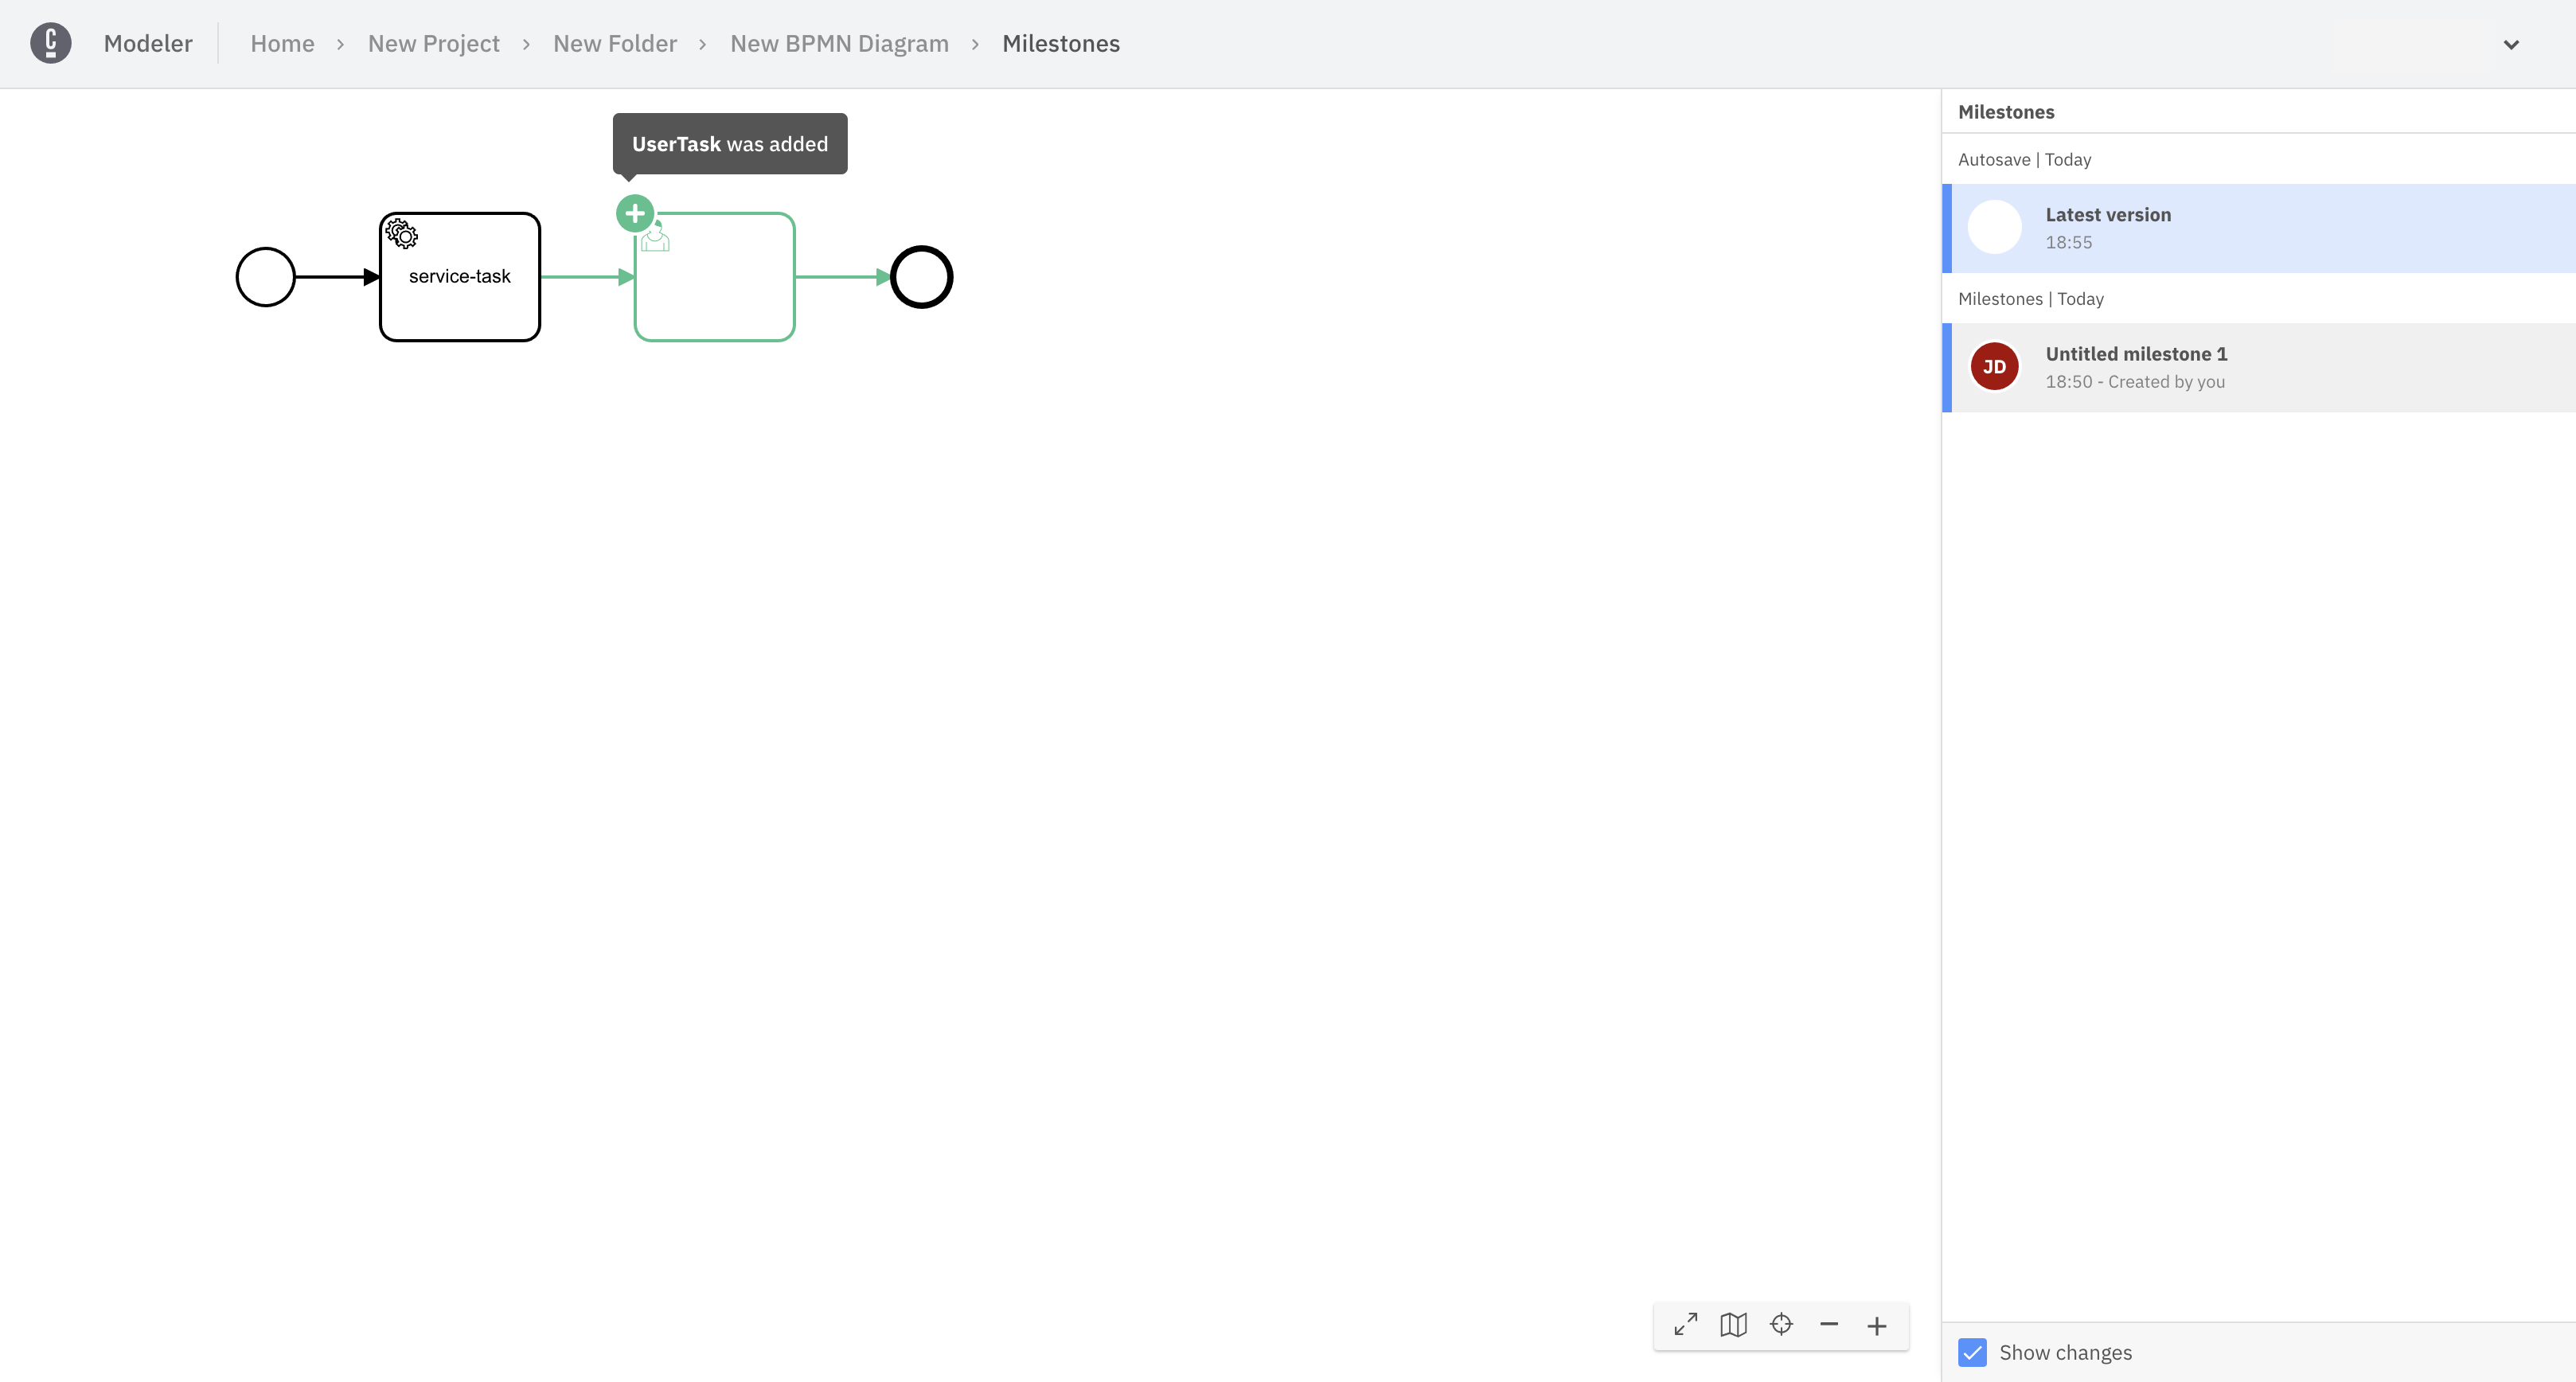 Modeler Home › New Project › New Folder › New BPMN Diagram › Milestones
UserTask was added
service-task
Milestones
Autosave | Today
Latest version
18:55
Milestones | Today
JD
Untitled milestone 1
18:50 - Created by you
Show changes